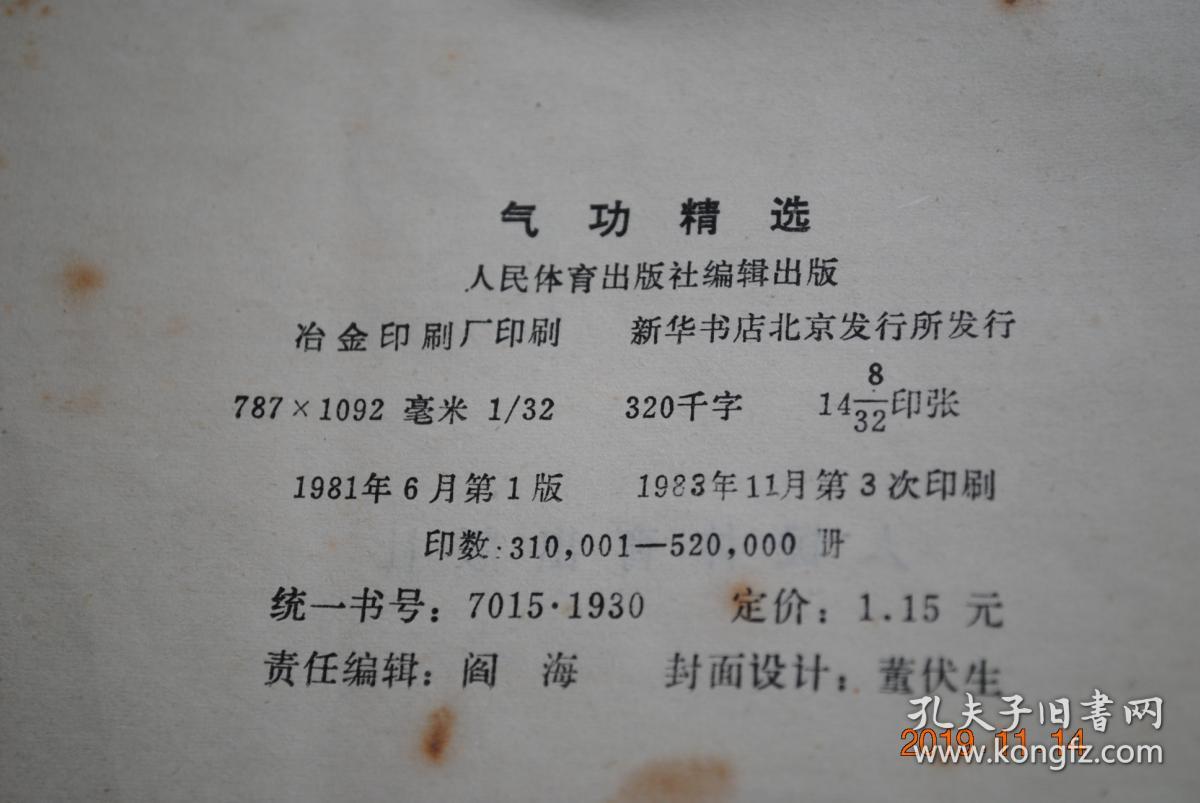 气功精选
人民体育出版社编辑出版
冶金印刷厂印刷 新华书店北京发行所发行
787×1092 毫米 1/32 320千字 14 8/32 印张
1981年6月第1版 1983年11月第3次印刷
印数:310,001—520,000 册
统一书号:7015·1930 定价:1.15 元
责任编辑:阎 海 封面设计:董伏生
孔夫子旧书网
2019.11.14
www.kongfz.com